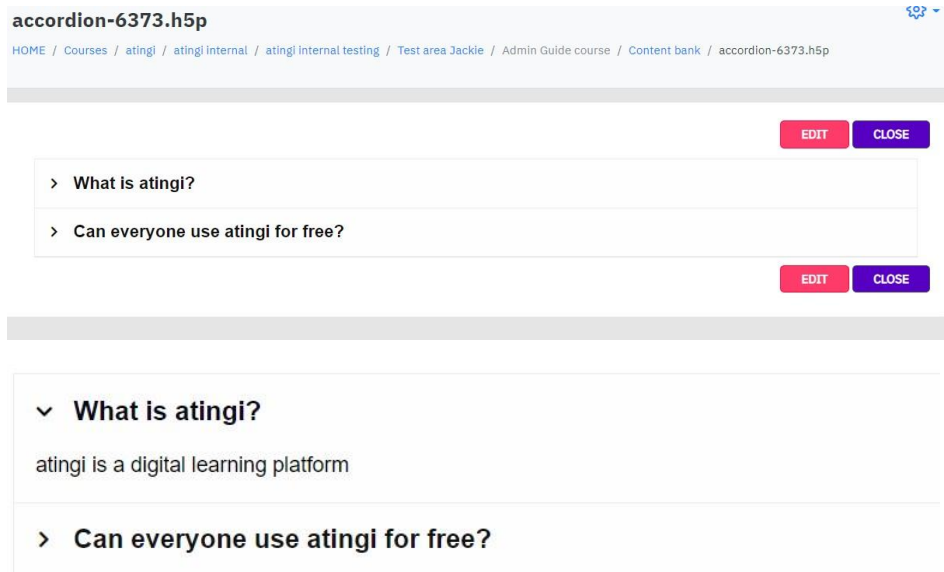 accordion-6373.h5p
HOME / Courses / atingi / atingi internal / atingi internal testing / Test area Jackie / Admin Guide course / Content bank / accordion-6373.h5p
EDIT CLOSE
What is atingi?
Can everyone use atingi for free?
EDIT CLOSE
What is atingi?
atingi is a digital learning platform
Can everyone use atingi for free?